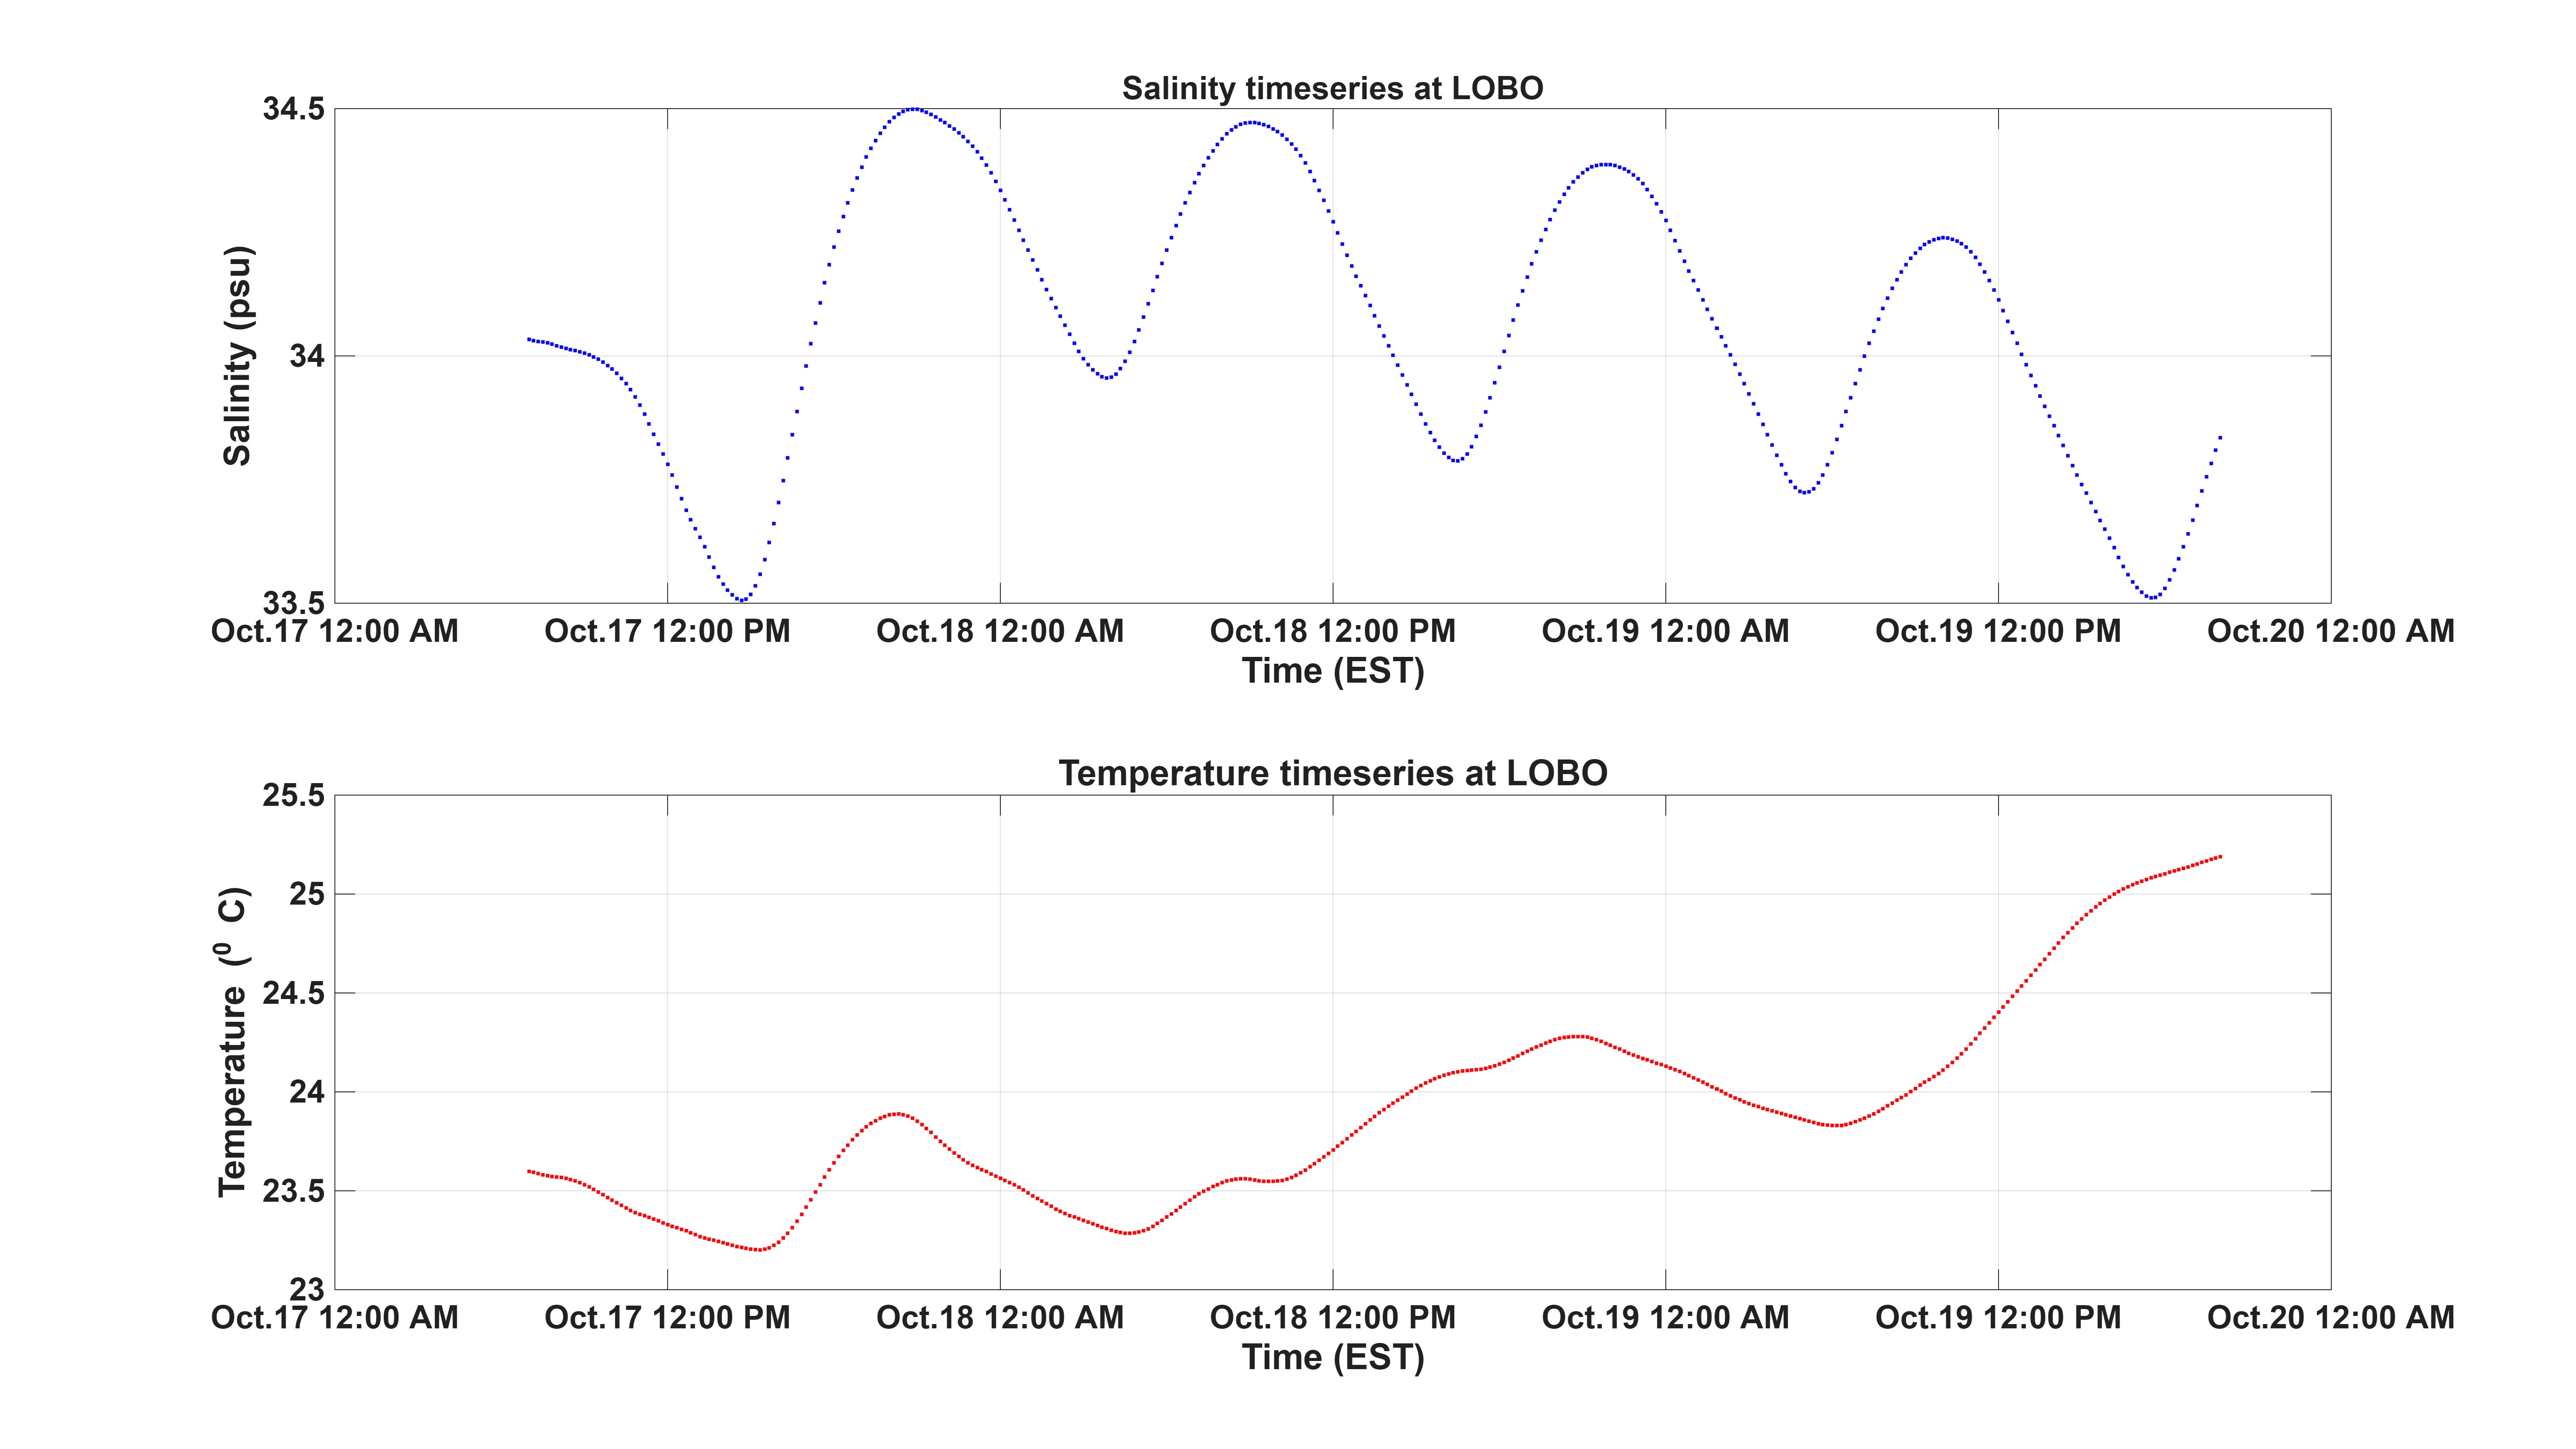 Salinity timeseries at LOBO
34.5
34
33.5
Salinity (psu)
Oct.17 12:00 AM Oct.17 12:00 PM Oct.18 12:00 AM Oct.18 12:00 PM Oct.19 12:00 AM Oct.19 12:00 PM Oct.20 12:00 AM
Time (EST)
Temperature timeseries at LOBO
25.5
25
24.5
24
23.5
23
Temperature (⁰ C)
Oct.17 12:00 AM Oct.17 12:00 PM Oct.18 12:00 AM Oct.18 12:00 PM Oct.19 12:00 AM Oct.19 12:00 PM Oct.20 12:00 AM
Time (EST)